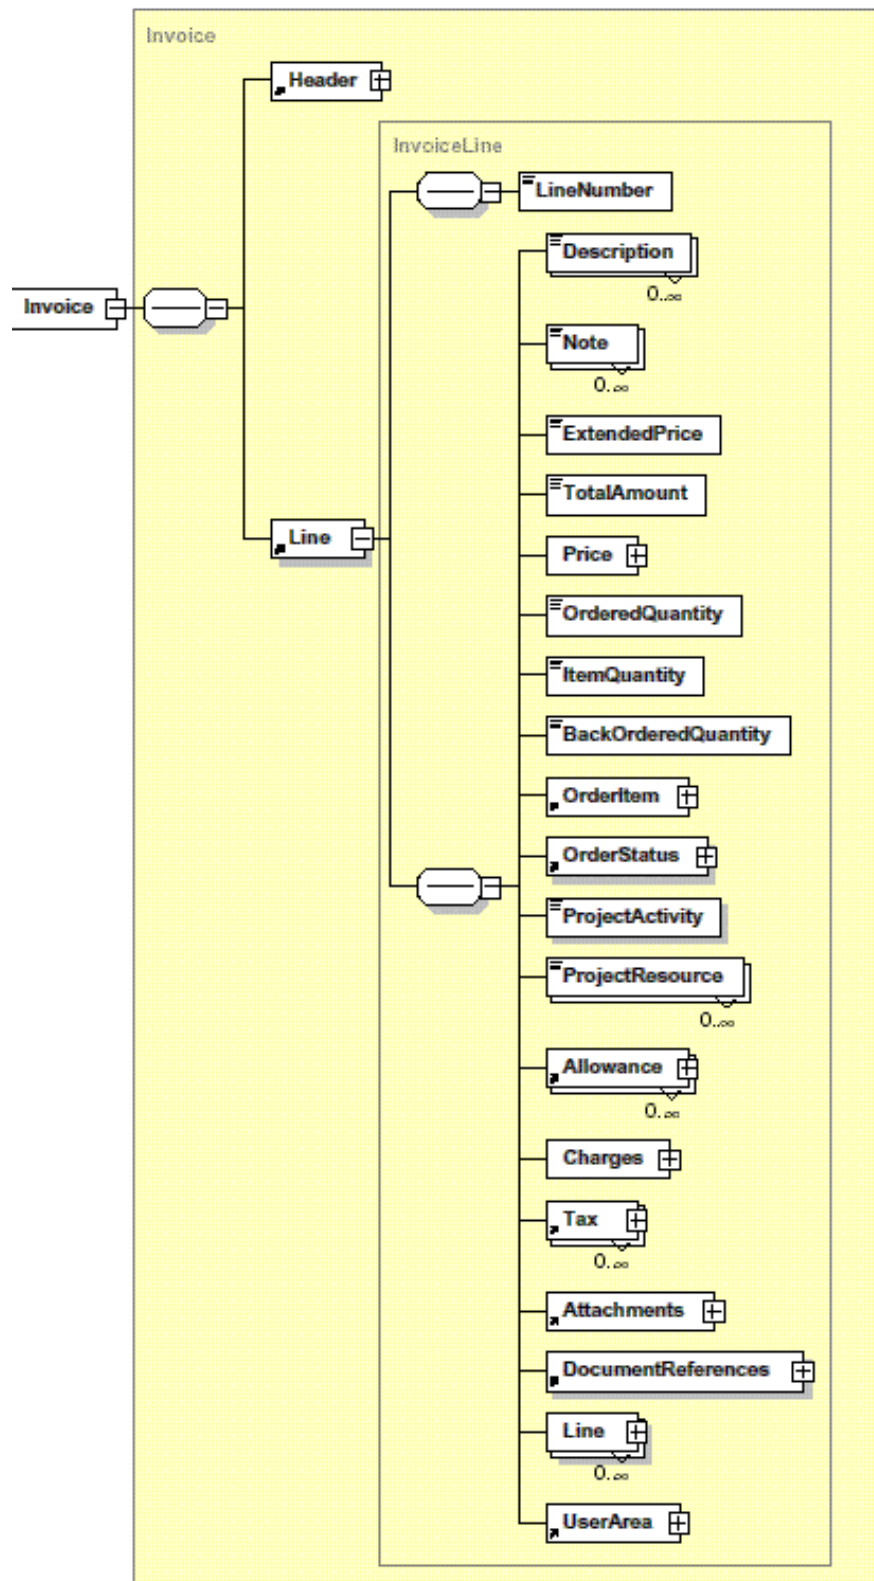 Invoice
Header
InvoiceLine
LineNumber
Description
0..∞
Invoice
Note
0..∞
ExtendedPrice
TotalAmount
Line
Price
OrderedQuantity
ItemQuantity
BackOrderedQuantity
OrderItem
OrderStatus
ProjectActivity
ProjectResource
0..∞
Allowance
0..∞
Charges
Tax
0..∞
Attachments
DocumentReferences
Line
0..∞
UserArea